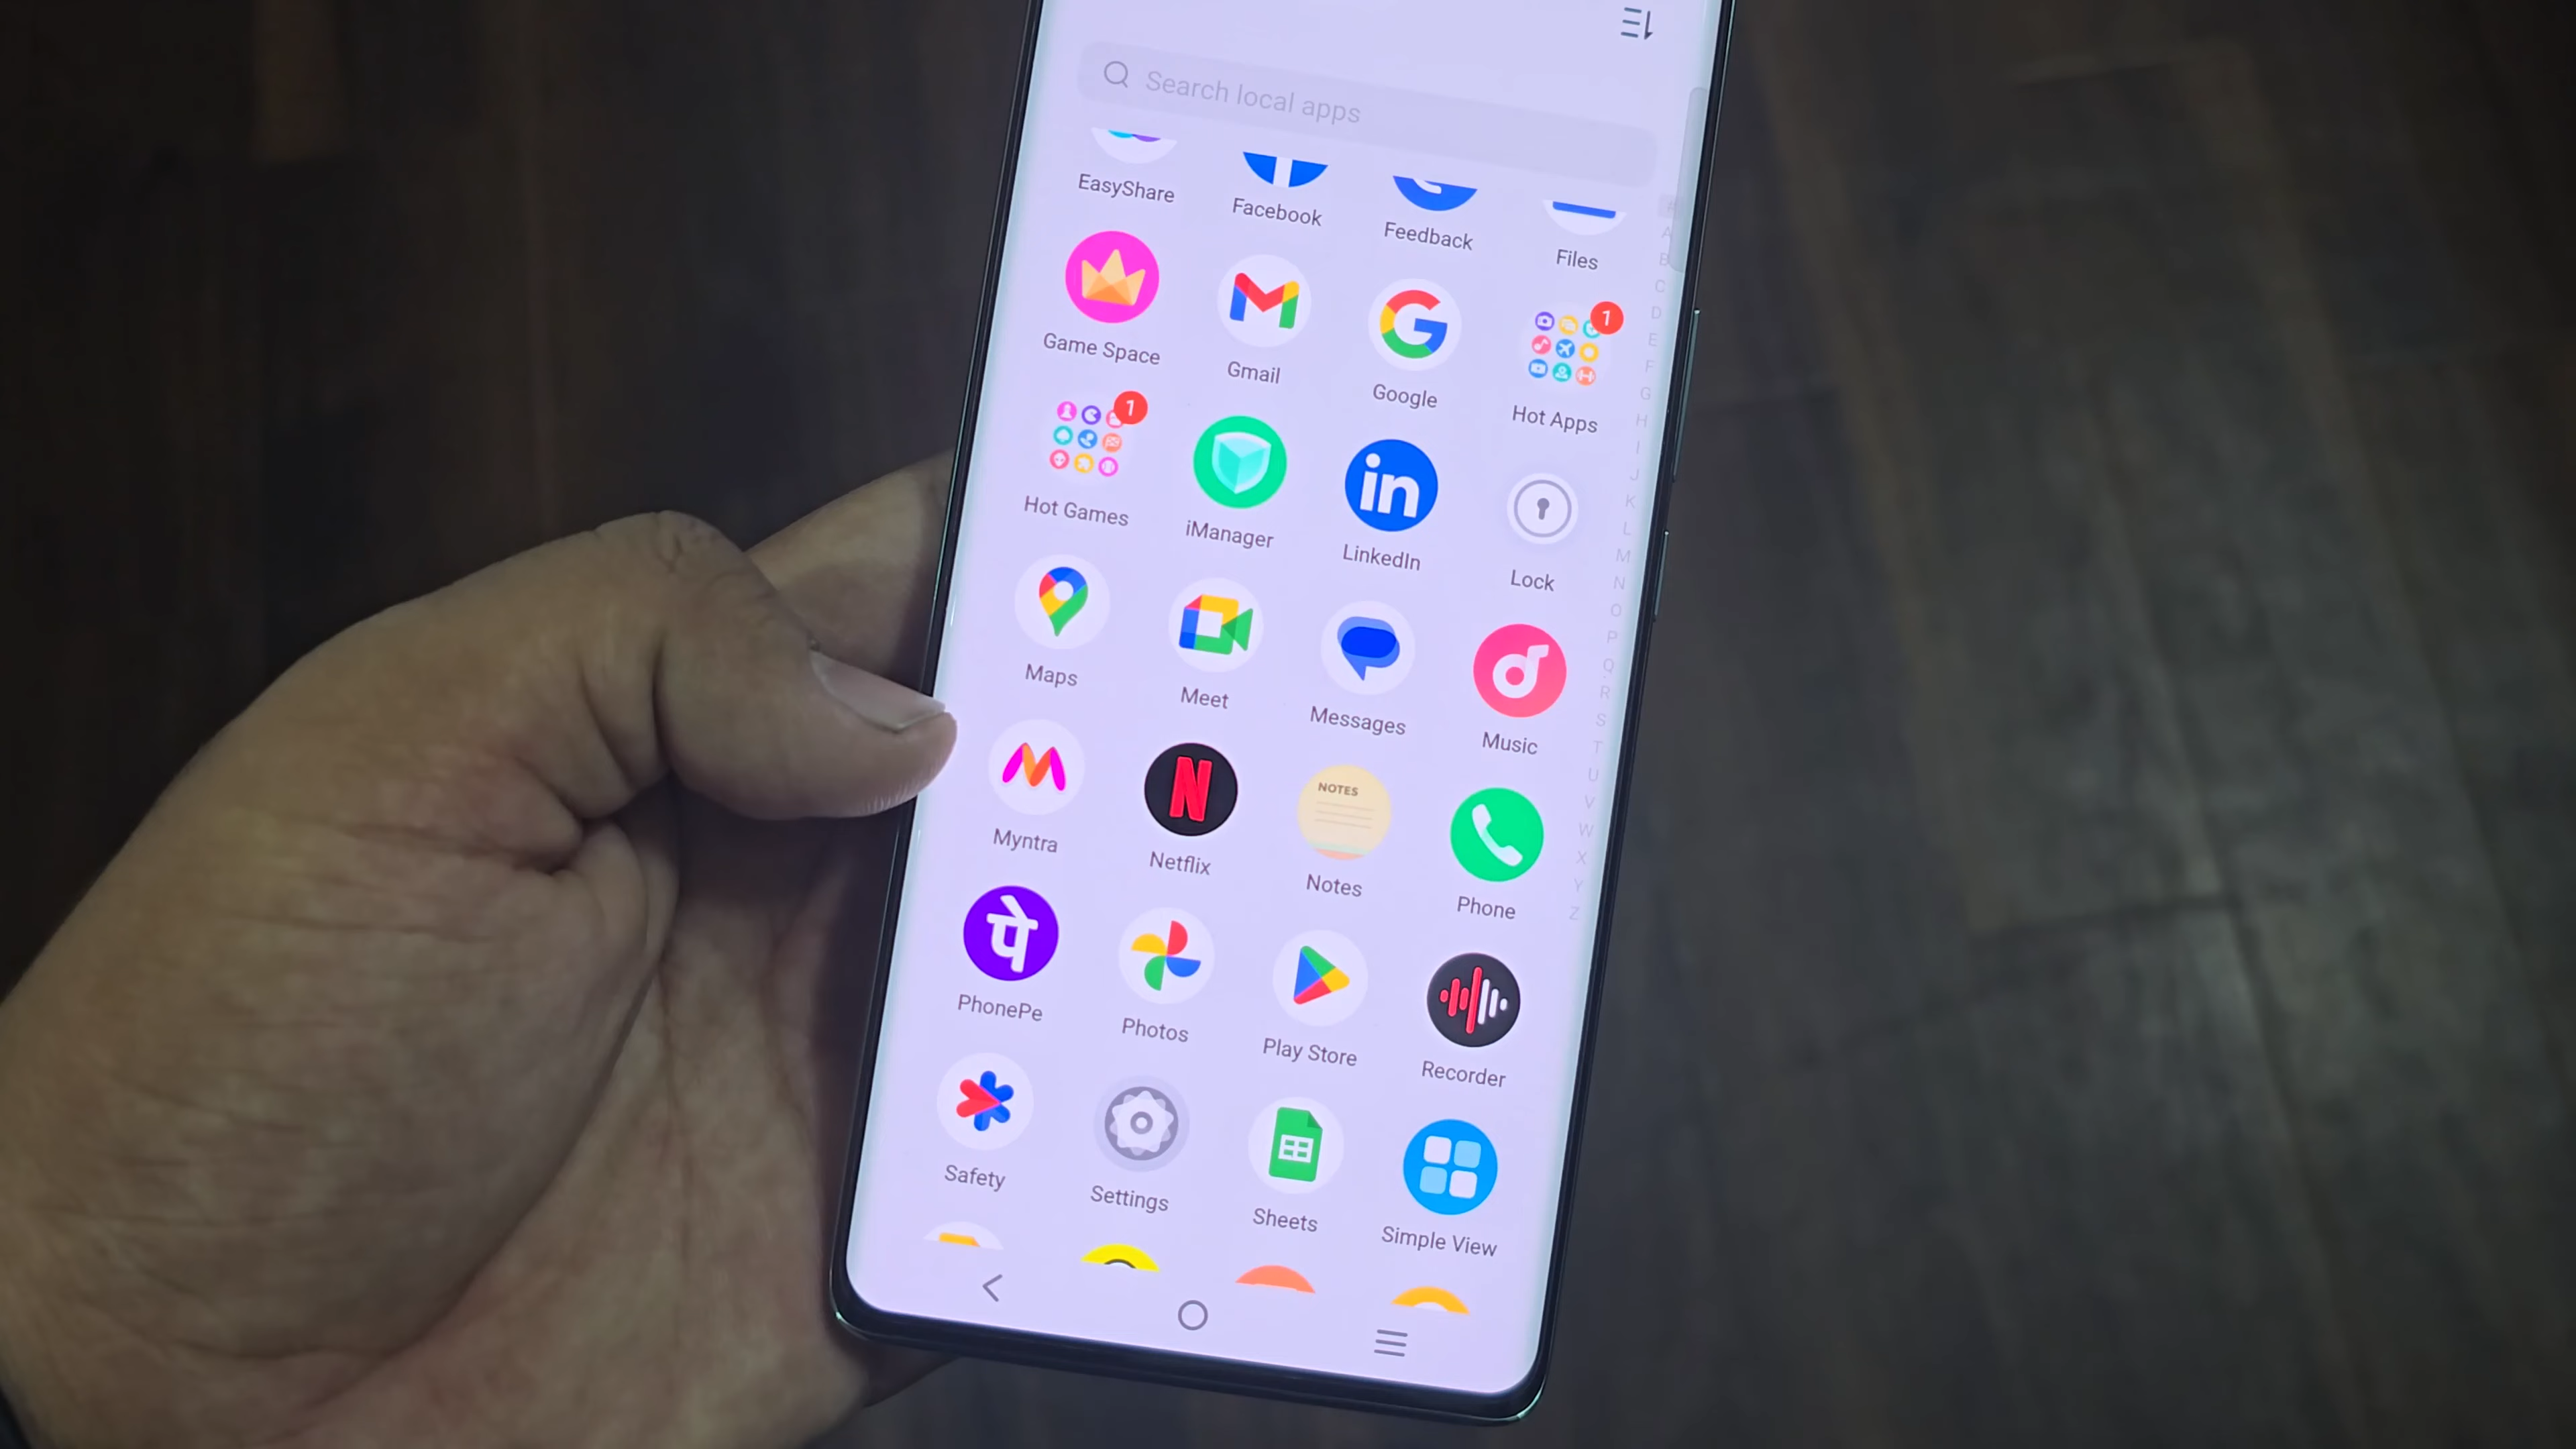 Search local apps
EasyShare
Facebook
Feedback
Files
Game Space
Gmail
Google
1
Hot Apps
1
Hot Games
iManager
in
LinkedIn
Lock
Maps
Meet
Messages
Music
Myntra
N
Netflix
NOTES
Notes
Phone
पे
PhonePe
Photos
Play Store
Recorder
Safety
Settings
Sheets
Simple View
A
B
C
D
E
F
G
H
I
J
K
L
M
N
O
P
Q
R
S
T
U
V
W
X
Y
Z